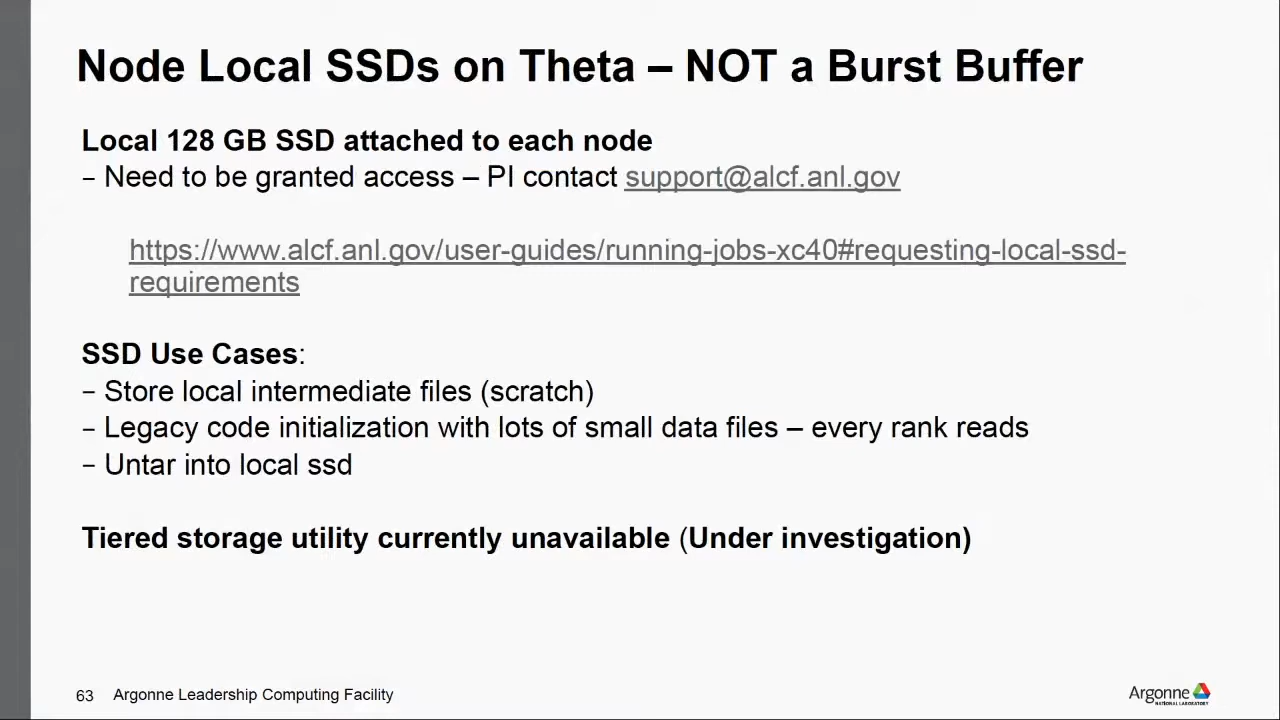 Node Local SSDs on Theta – NOT a Burst Buffer
Local 128 GB SSD attached to each node
– Need to be granted access – PI contact support@alcf.anl.gov
https://www.alcf.anl.gov/user-guides/running-jobs-xc40#requesting-local-ssd-
requirements
SSD Use Cases:
– Store local intermediate files (scratch)
– Legacy code initialization with lots of small data files – every rank reads
– Untar into local ssd
Tiered storage utility currently unavailable (Under investigation)
63 Argonne Leadership Computing Facility
Argonne
NATIONAL LABORATORY